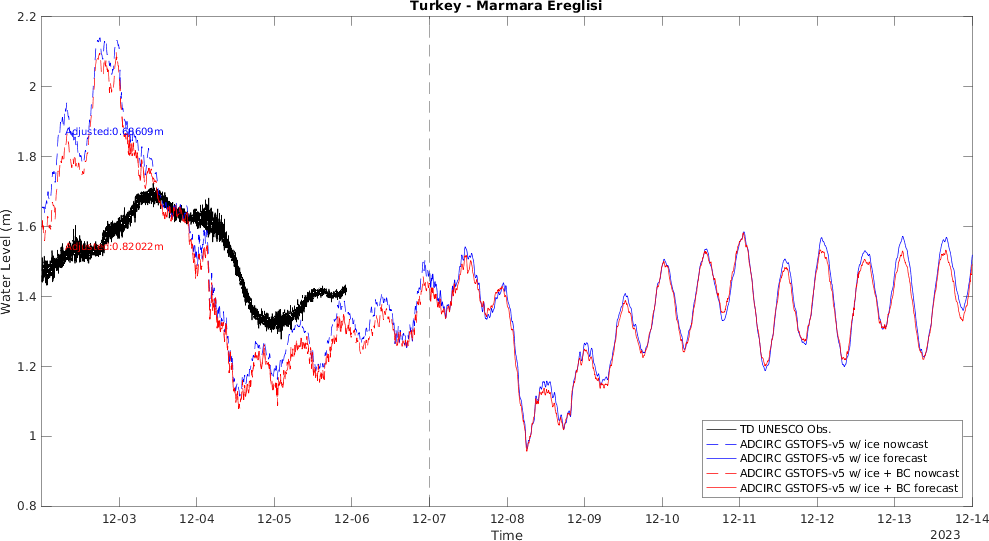 Turkey - Marmara Ereglisi
Water Level (m)
2.2
2
1.8
1.6
1.4
1.2
1
0.8
Adjusted:0.68609m
Adjusted:0.82022m
TD UNESCO Obs.
ADCIRC GSTOFS-v5 w/ ice nowcast
ADCIRC GSTOFS-v5 w/ ice forecast
ADCIRC GSTOFS-v5 w/ ice + BC nowcast
ADCIRC GSTOFS-v5 w/ ice + BC forecast
12-03 12-04 12-05 12-06 12-07 12-08 12-09 12-10 12-11 12-12 12-13 12-14
Time
2023